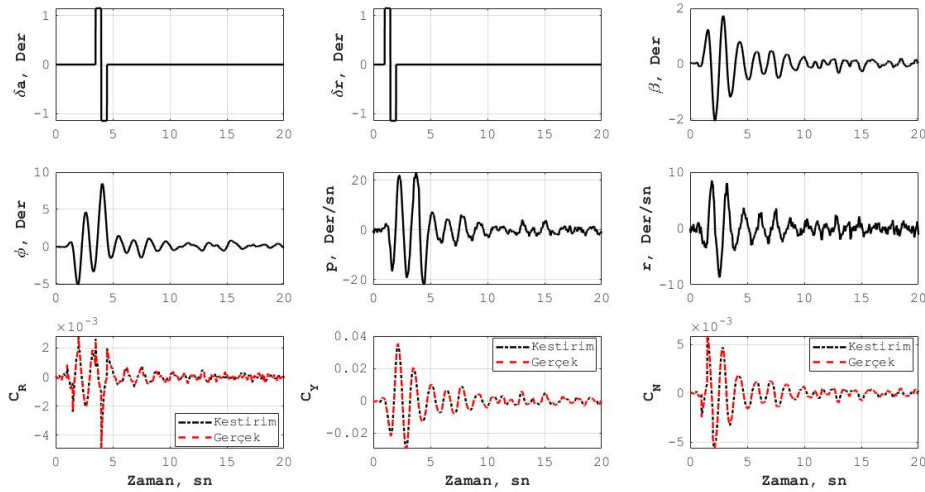 δa, Der
1
0
-1
0 5 10 15 20
δr, Der
1
0
-1
0 5 10 15 20
β, Der
2
0
-2
0 5 10 15 20
ϕ, Der
10
5
0
-5
0 5 10 15 20
p, Der/sn
20
0
-20
0 5 10 15 20
r, Der/sn
10
0
-10
0 5 10 15 20
×10⁻³
C_R
2
0
-2
-4
Kestirim
Gerçek
0 5 10 15 20
Zaman, sn
C_Y
0.04
0.02
0
-0.02
Kestirim
Gerçek
0 5 10 15 20
Zaman, sn
×10⁻³
C_N
5
0
-5
Kestirim
Gerçek
0 5 10 15 20
Zaman, sn